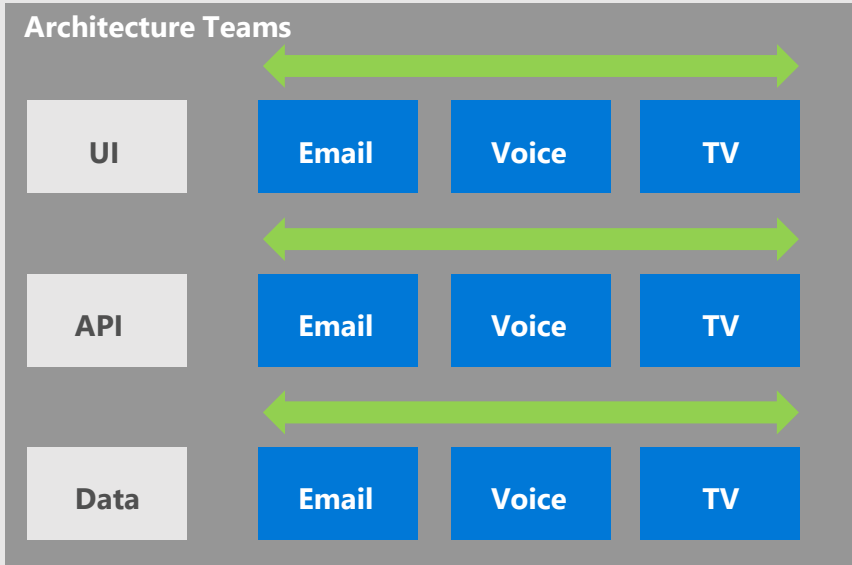 Architecture Teams
UI Email Voice TV
API Email Voice TV
Data Email Voice TV